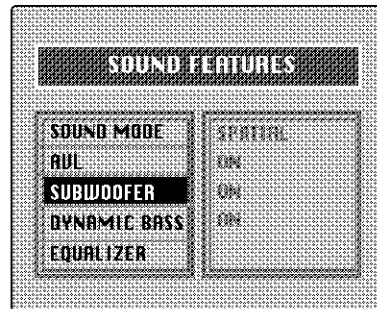 SOUND FEATURES
SOUND MODE SPATIAL
AVL ON
SUBWOOFER ON
DYNAMIC BASS ON
EQUALIZER